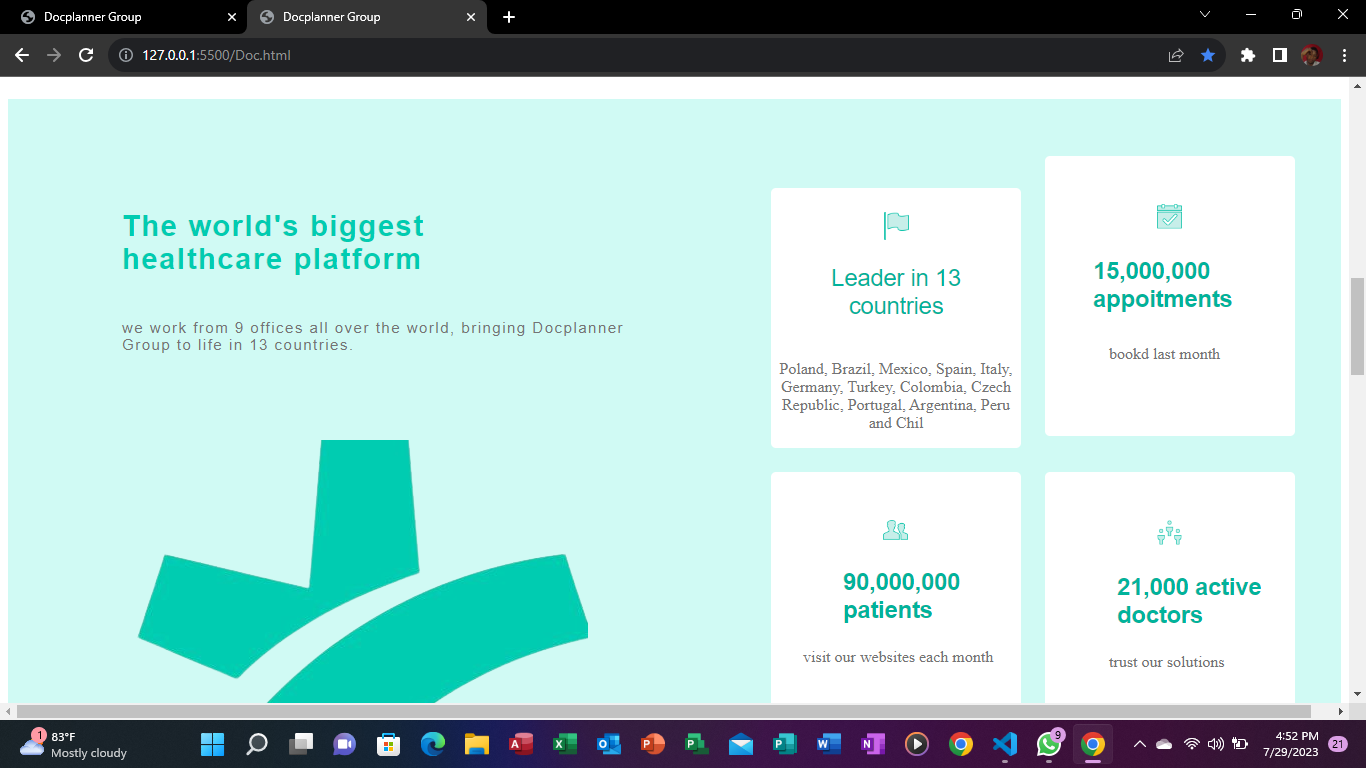 Docplanner Group
Docplanner Group
127.0.0.1:5500/Doc.html
The world's biggest
healthcare platform
we work from 9 offices all over the world, bringing Docplanner
Group to life in 13 countries.
Leader in 13
countries
Poland, Brazil, Mexico, Spain, Italy,
Germany, Turkey, Colombia, Czech
Republic, Portugal, Argentina, Peru
and Chil
15,000,000
appoitments
bookd last month
90,000,000
patients
visit our websites each month
21,000 active
doctors
trust our solutions
1
83°F
Mostly cloudy
9
4:52 PM
7/29/2023
21